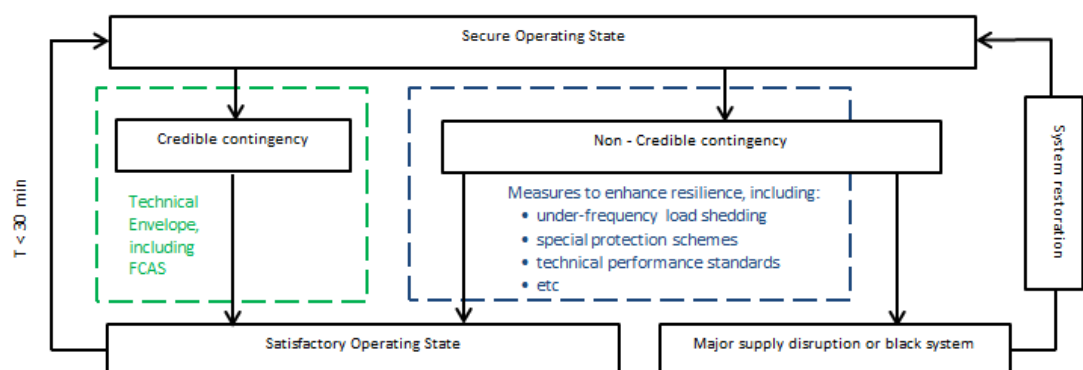 Secure Operating State
Credible contingency
Non - Credible contingency
Technical
Envelope,
including
FCAS
Measures to enhance resilience, including:
• under-frequency load shedding
• special protection schemes
• technical performance standards
• etc
T < 30 min
System restoration
Satisfactory Operating State
Major supply disruption or black system